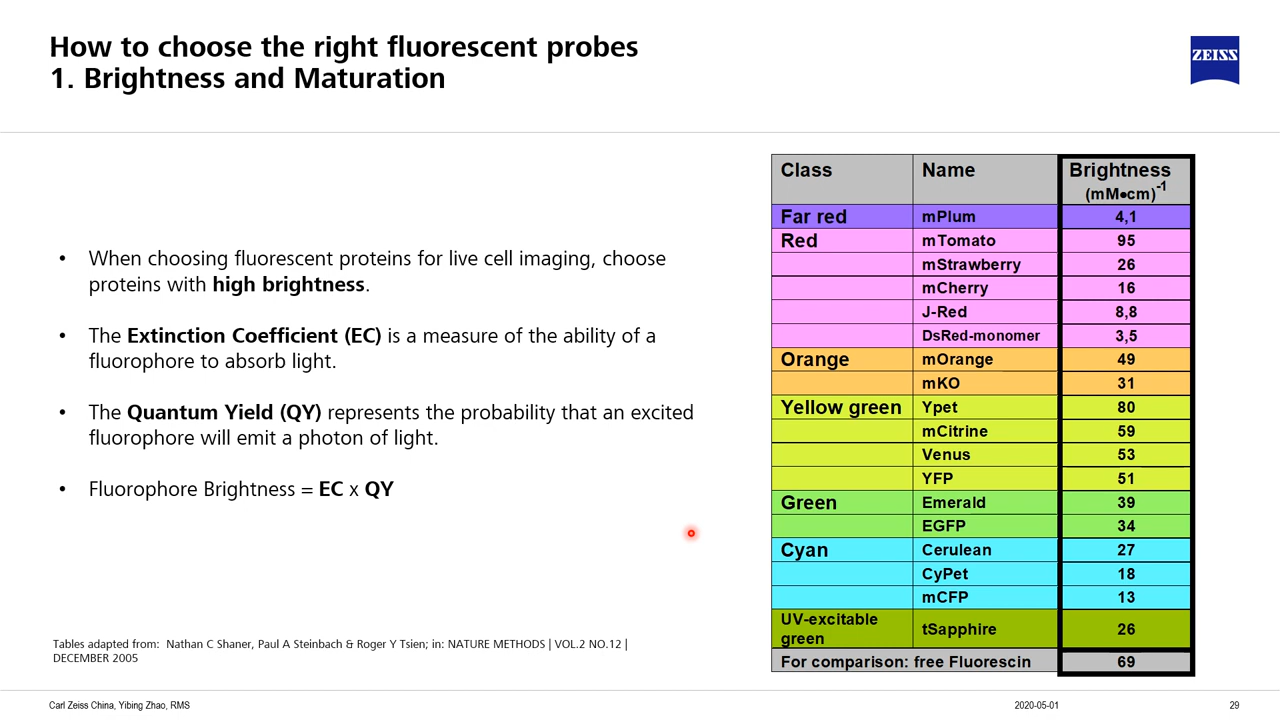 How to choose the right fluorescent probes
1. Brightness and Maturation
ZEISS
• When choosing fluorescent proteins for live cell imaging, choose
proteins with high brightness.
• The Extinction Coefficient (EC) is a measure of the ability of a
fluorophore to absorb light.
• The Quantum Yield (QY) represents the probability that an excited
fluorophore will emit a photon of light.
• Fluorophore Brightness = EC x QY
Tables adapted from: Nathan C Shaner, Paul A Steinbach & Roger Y Tsien; in: NATURE METHODS | VOL.2 NO.12 |
DECEMBER 2005
Class Name Brightness
(mM•cm)-1
Far red mPlum 4,1
Red mTomato 95
mStrawberry 26
mCherry 16
J-Red 8,8
DsRed-monomer 3,5
Orange mOrange 49
mKO 31
Yellow green Ypet 80
mCitrine 59
Venus 53
YFP 51
Green Emerald 39
EGFP 34
Cyan Cerulean 27
CyPet 18
mCFP 13
UV-excitable
green tSapphire 26
For comparison: free Fluorescin 69
Carl Zeiss China, Yibing Zhao, RMS 2020-05-01 29